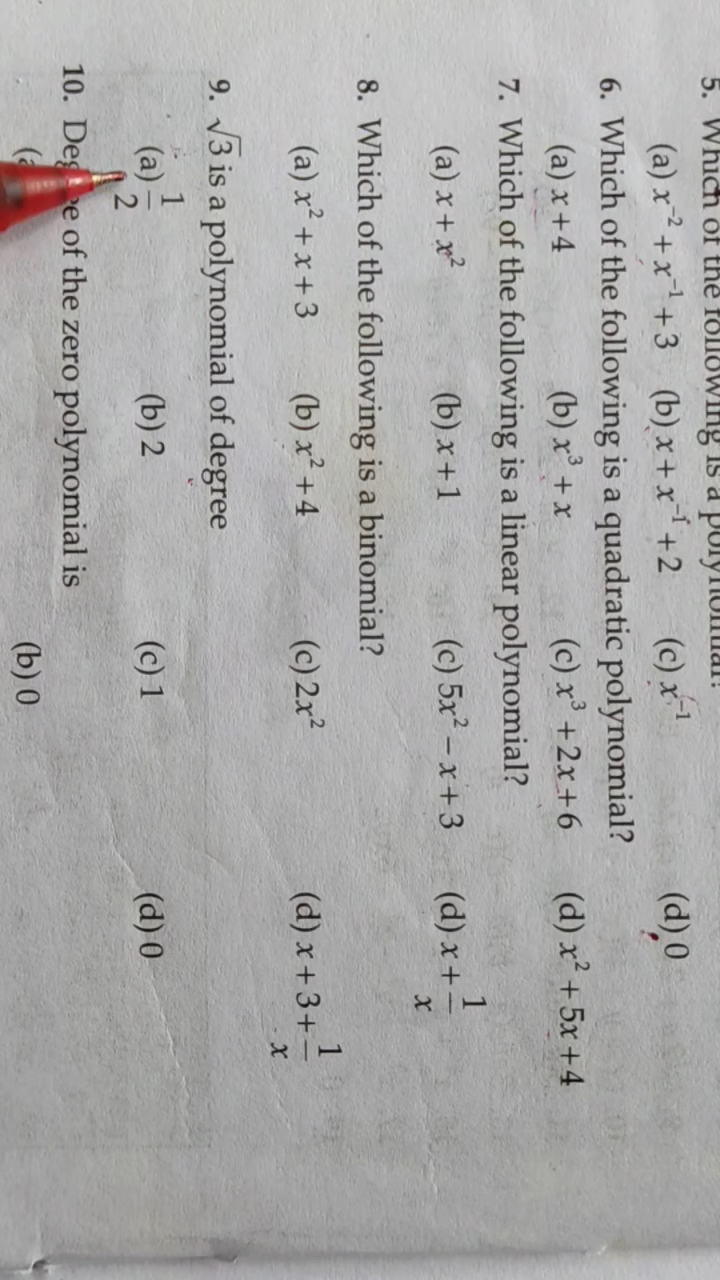 5. Which of the following is a polynomial?
(a) x⁻² + x⁻¹ + 3 (b) x + x⁻¹ + 2 (c) x⁻¹ (d) 0
6. Which of the following is a quadratic polynomial?
(a) x + 4 (b) x³ + x (c) x³ + 2x + 6 (d) x² + 5x + 4
7. Which of the following is a linear polynomial?
(a) x + x² (b) x + 1 (c) 5x² − x + 3 (d) x + 1/x
8. Which of the following is a binomial?
(a) x² + x + 3 (b) x² + 4 (c) 2x² (d) x + 3 + 1/x
9. √3 is a polynomial of degree
(a) 1/2 (b) 2 (c) 1 (d) 0
10. Degree of the zero polynomial is
(b) 0